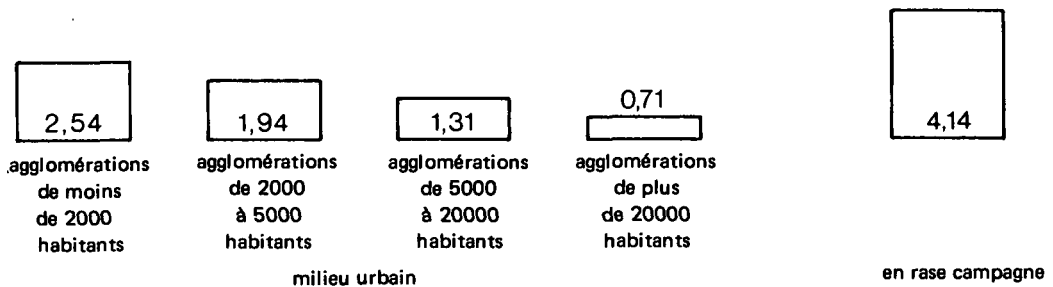 2,54
agglomérations
de moins
de 2000
habitants
1,94
agglomérations
de 2000
à 5000
habitants
1,31
agglomérations
de 5000
à 20000
habitants
0,71
agglomérations
de plus
de 20000
habitants
milieu urbain
4,14
en rase campagne